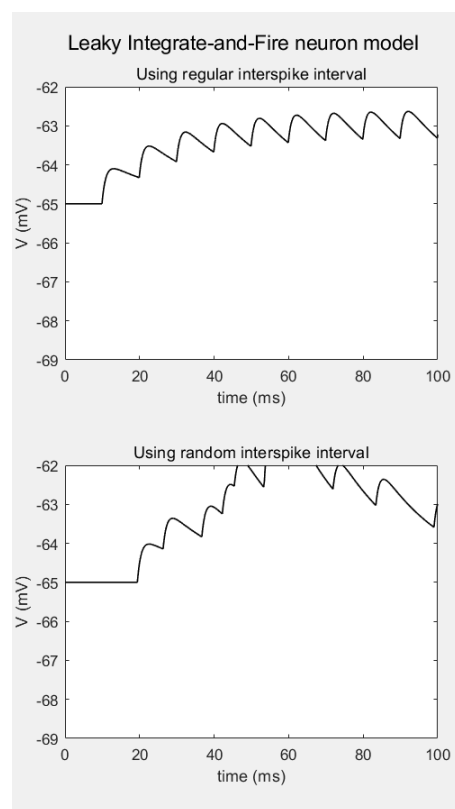 Leaky Integrate-and-Fire neuron model
Using regular interspike interval
-62
-63
-64
-65
-66
-67
-68
-69
V (mV)
0 20 40 60 80 100
time (ms)
Using random interspike interval
-62
-63
-64
-65
-66
-67
-68
-69
V (mV)
0 20 40 60 80 100
time (ms)